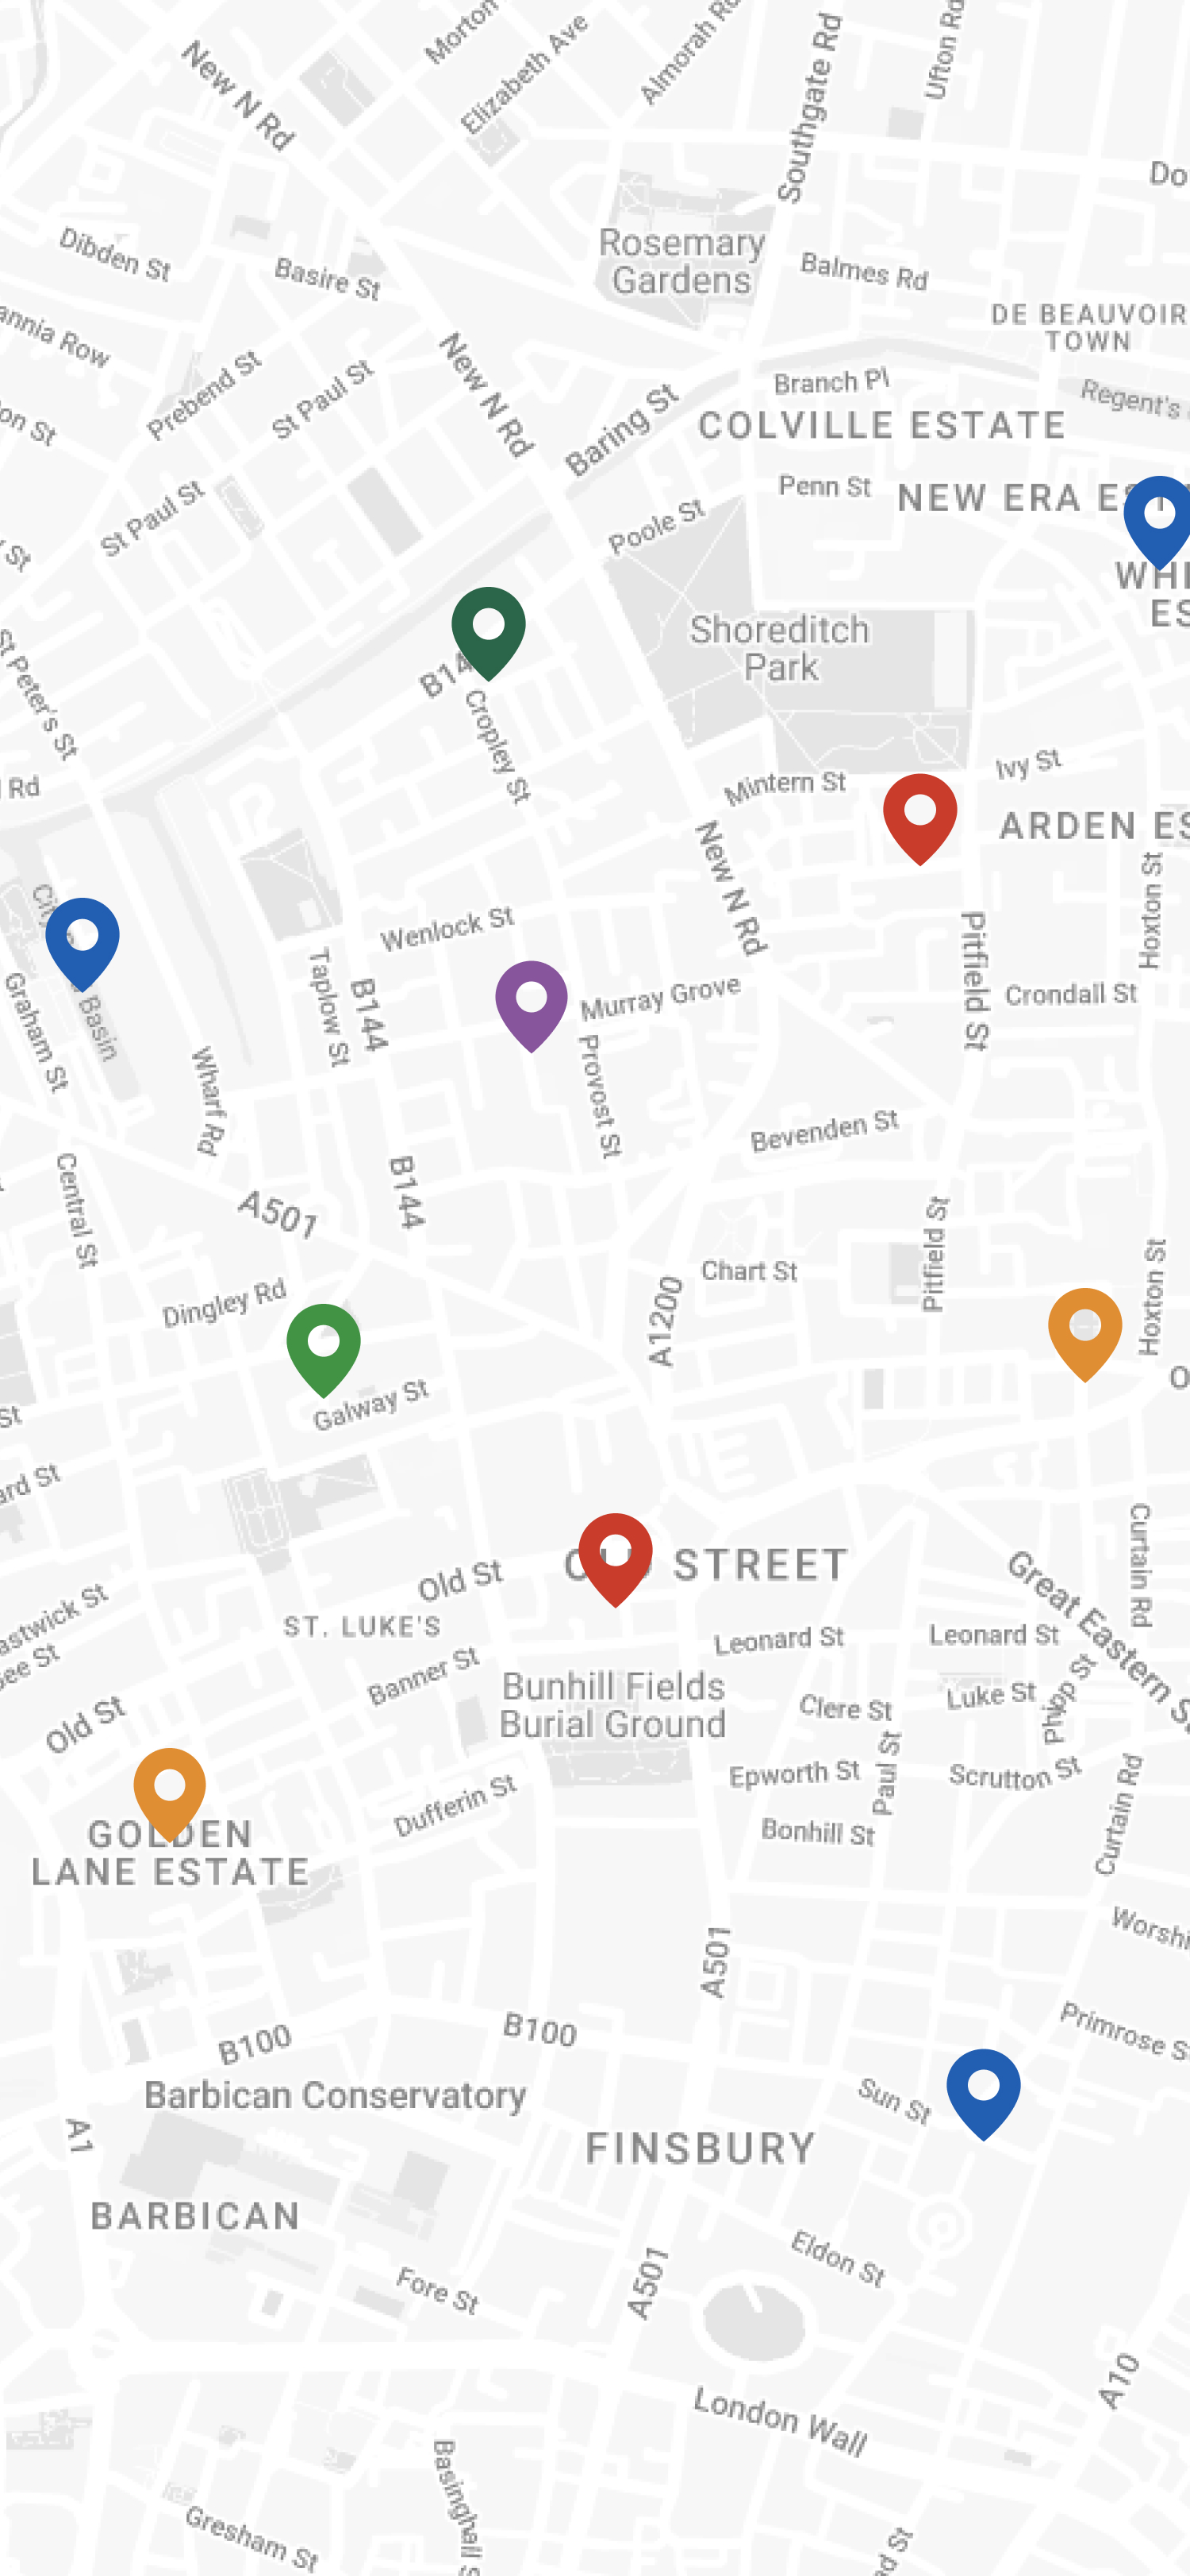 Morton
New N Rd
Elizabeth Ave
Almorah Rd
Southgate Rd
Ufton Rd
Do
Dibden St
Basire St
Rosemary
Gardens
Balmes Rd
annia Row
DE BEAUVOIR
TOWN
Prebend St
St Paul St
New N Rd
Baring St
Branch Pl
Regent's
on St
COLVILLE ESTATE
St Paul St
Poole St
Penn St
NEW ERA
St
WHI
ES
Shoreditch
Park
St Peter's St
B14
Cropley St
Rd
Mintern St
Ivy St
ARDEN ES
New N Rd
Hoxton St
Wenlock St
Pitfield St
Basin
Graham St
Taplow St
B144
Murray Grove
Crondall St
Provost St
Wharf Rd
Bevenden St
Central St
A501
B144
Pitfield St
Chart St
Hoxton St
Dingley Rd
A1200
O
Galway St
St
ard St
Curtain Rd
Old St
STREET
Great Eastern S
astwick St
ee St
ST. LUKE'S
Leonard St
Leonard St
Banner St
Bunhill Fields
Burial Ground
Luke St
Phipp St
Clere St
Old St
Paul St
Epworth St
Scrutton St
Dufferin St
Curtain Rd
GOLDEN
LANE ESTATE
Bonhill St
Worshi
A501
B100
B100
Primrose S
Barbican Conservatory
Sun St
A1
FINSBURY
BARBICAN
Eldon St
Fore St
A501
A10
London Wall
Basinghall S
Gresham St
d St